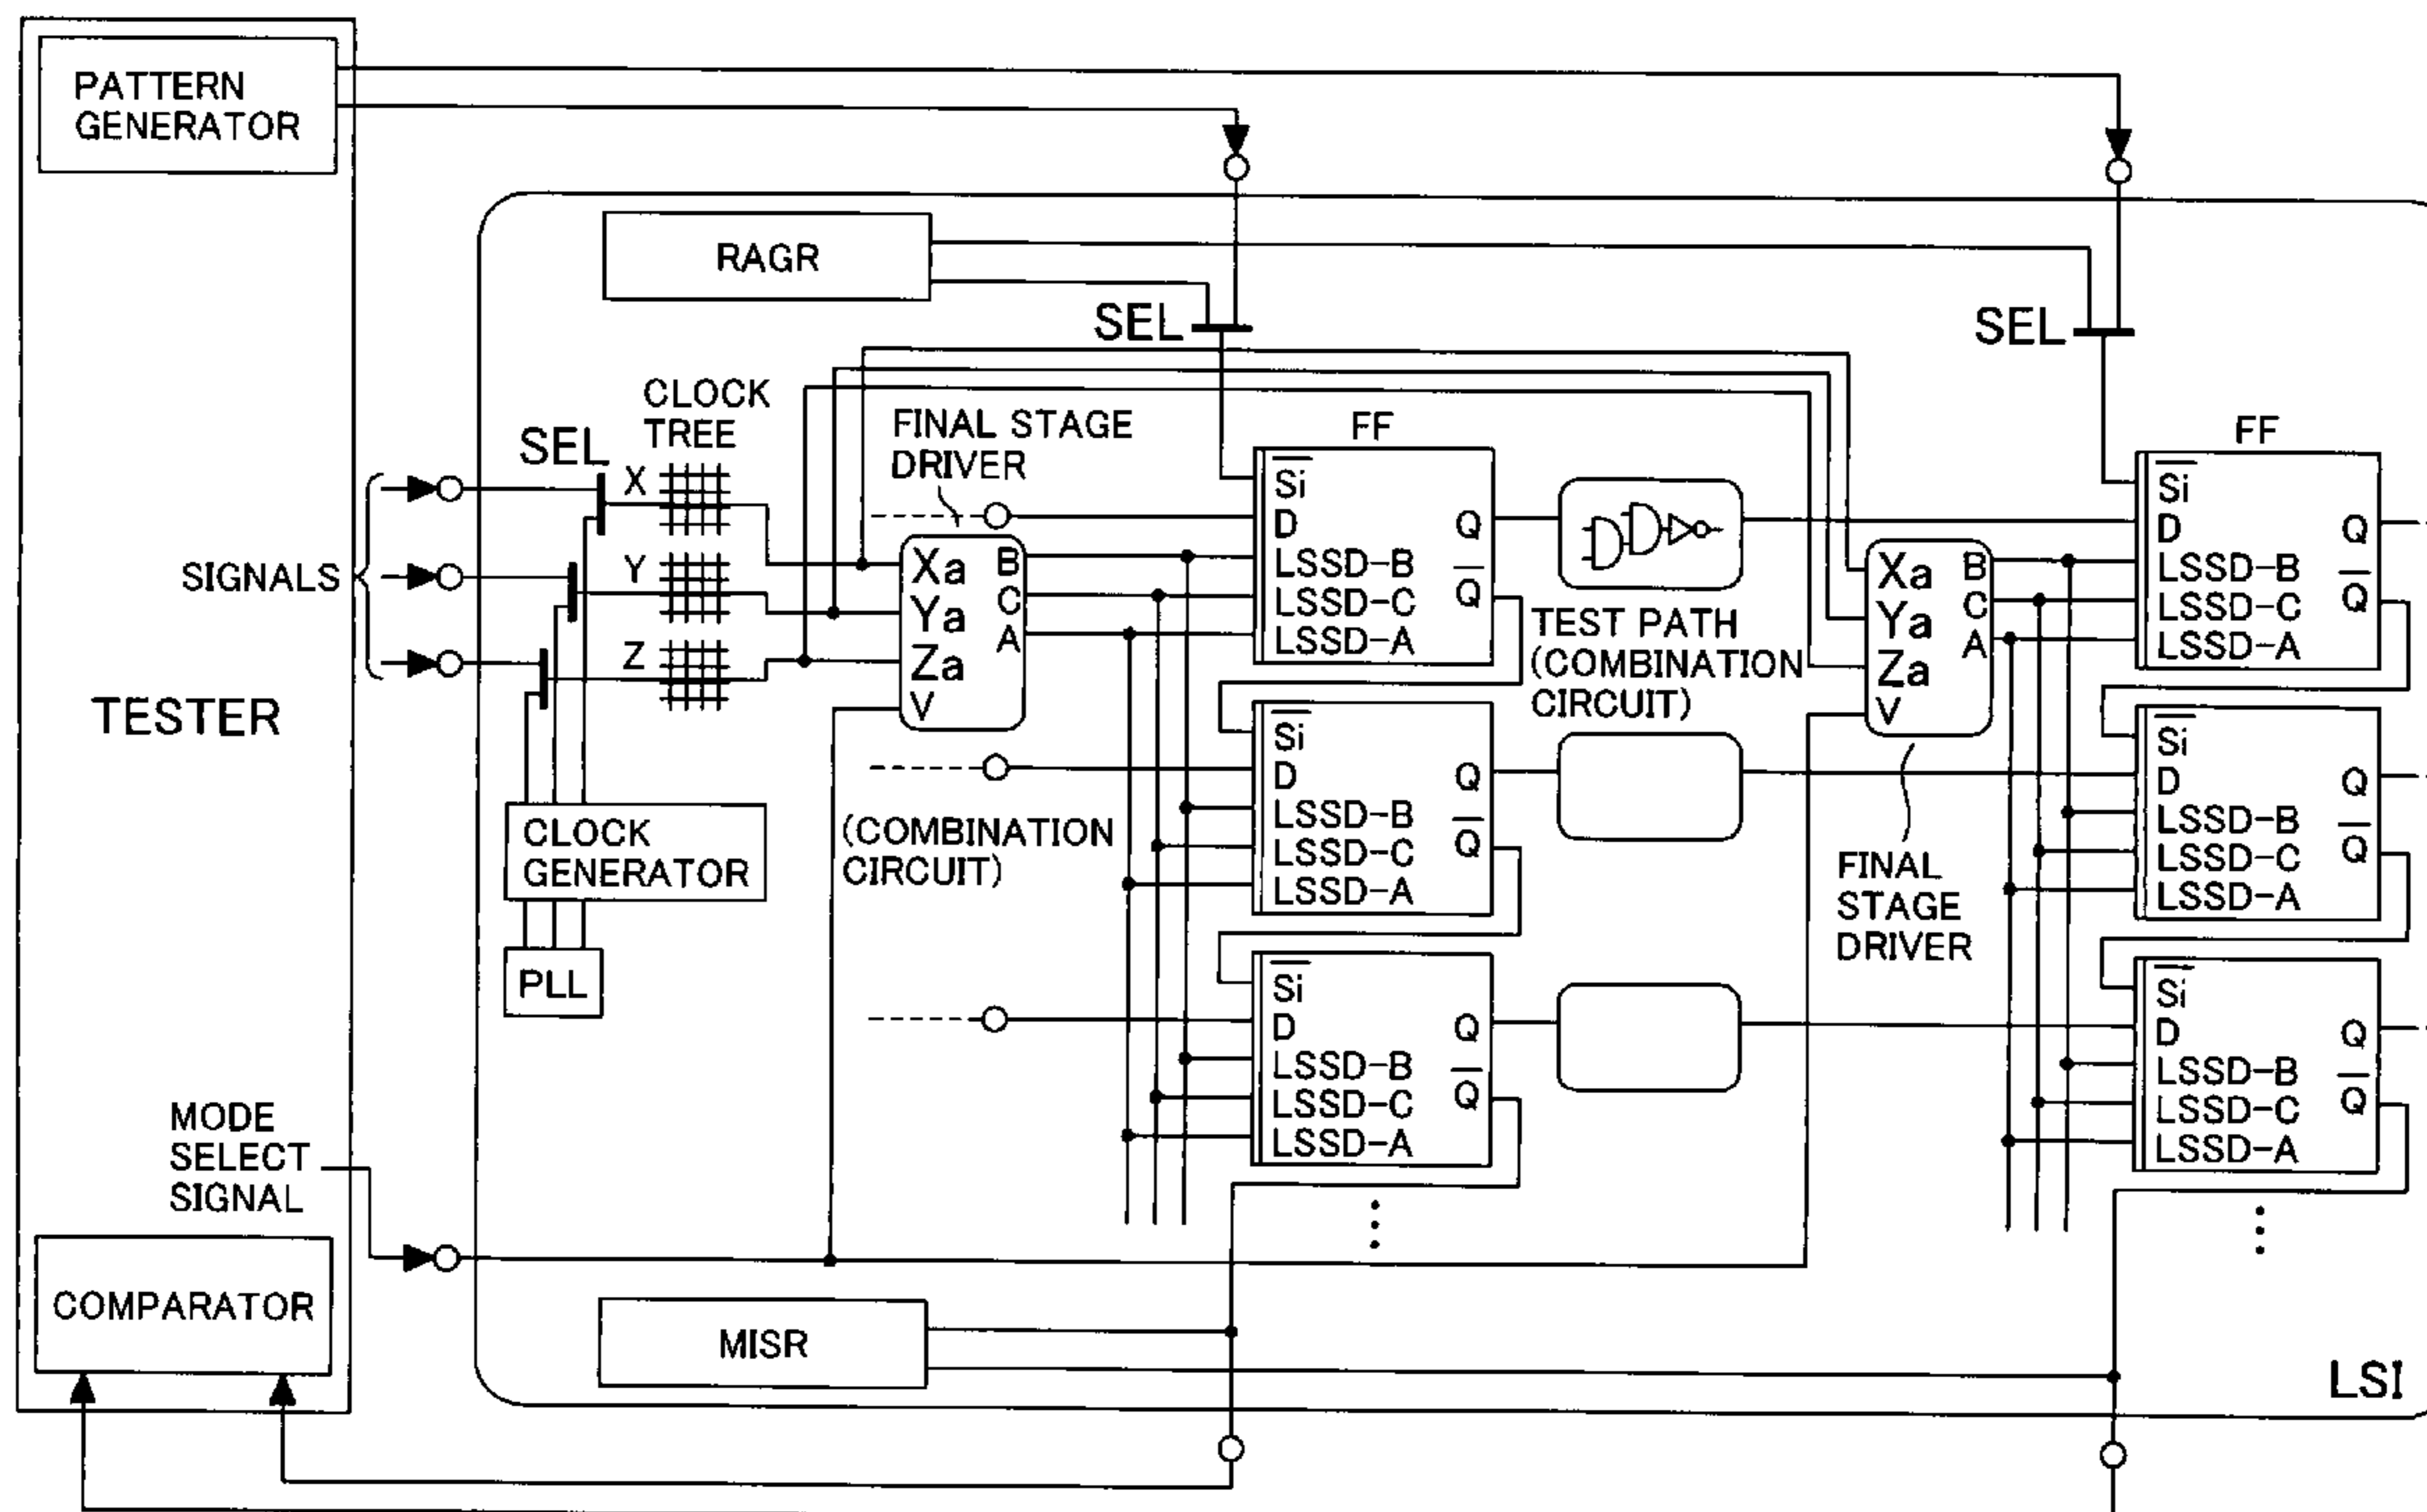 PATTERN
GENERATOR
RAGR
SEL
SEL
CLOCK
TREE
FINAL STAGE
DRIVER
SEL
X
Y
Z
SIGNALS
TESTER
Xa
Ya
Za
V
B
C
A
FF
Si
D
LSSD-B
LSSD-C
LSSD-A
Q
Q
TEST PATH
(COMBINATION
CIRCUIT)
Xa
Ya
Za
V
B
C
A
FF
Si
D
LSSD-B
LSSD-C
LSSD-A
Q
Q
CLOCK
GENERATOR
PLL
(COMBINATION
CIRCUIT)
Si
D
LSSD-B
LSSD-C
LSSD-A
Q
Q
FINAL
STAGE
DRIVER
Si
D
LSSD-B
LSSD-C
LSSD-A
Q
Q
Si
D
LSSD-B
LSSD-C
LSSD-A
Q
Q
Si
D
LSSD-B
LSSD-C
LSSD-A
Q
Q
MODE
SELECT
SIGNAL
COMPARATOR
MISR
LSI